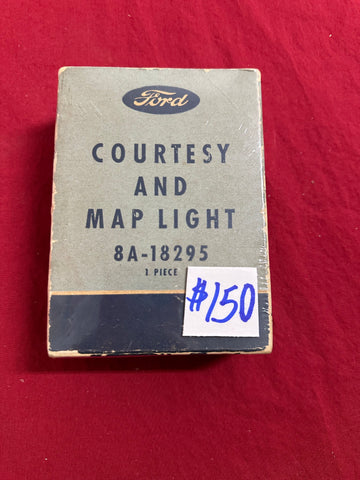 Ford
COURTESY
AND
MAP LIGHT
8A-18295
1 PIECE
$150